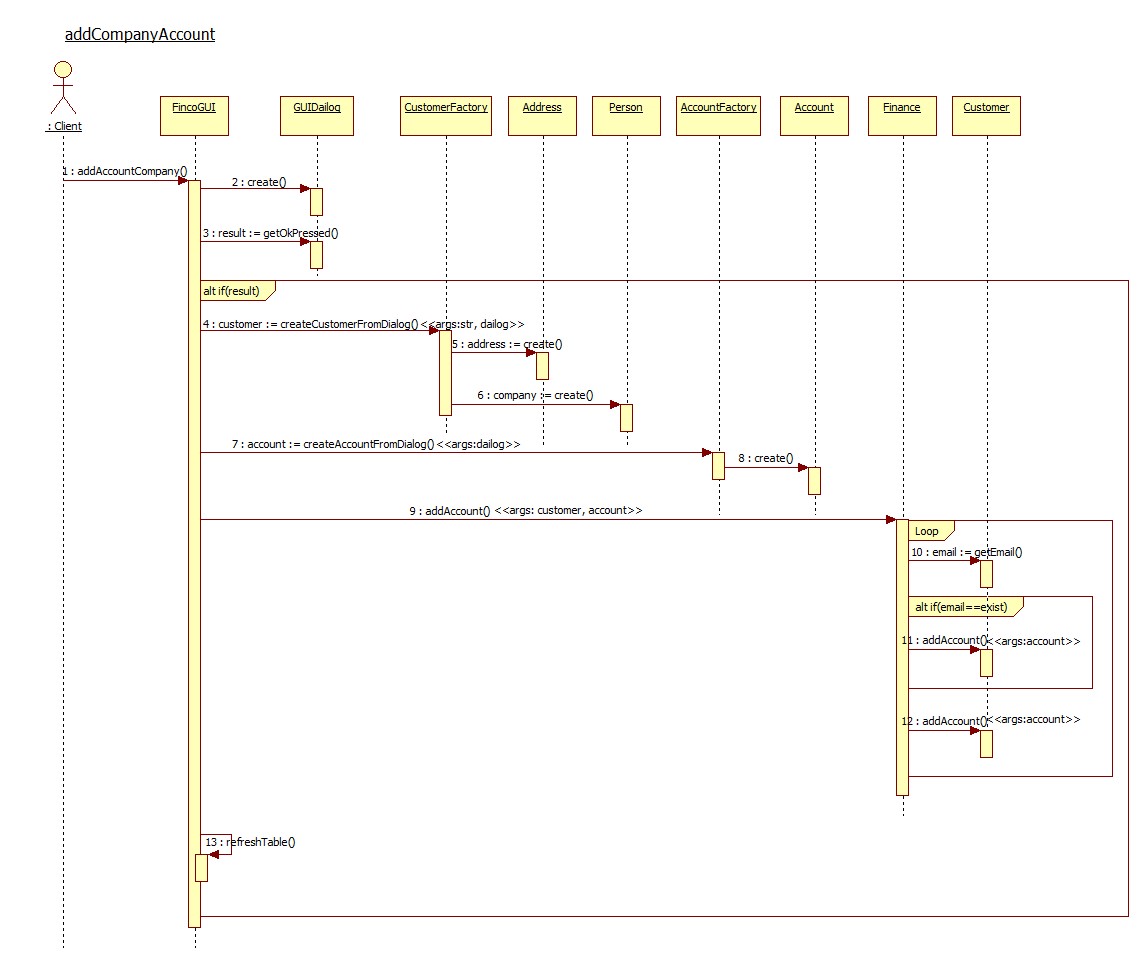 addCompanyAccount
: Client
FincoGUI
GUIDailog
CustomerFactory
Address
Person
AccountFactory
Account
Finance
Customer
1 : addAccountCompany()
2 : create()
3 : result := getOkPressed()
alt if(result)
4 : customer := createCustomerFromDialog() <<args:str, dailog>>
5 : address := create()
6 : company := create()
7 : account := createAccountFromDialog() <<args:dailog>>
8 : create()
9 : addAccount() <<args: customer, account>>
Loop
10 : email := getEmail()
alt if(email==exist)
11 : addAccount() <<args:account>>
12 : addAccount() <<args:account>>
13 : refreshTable()